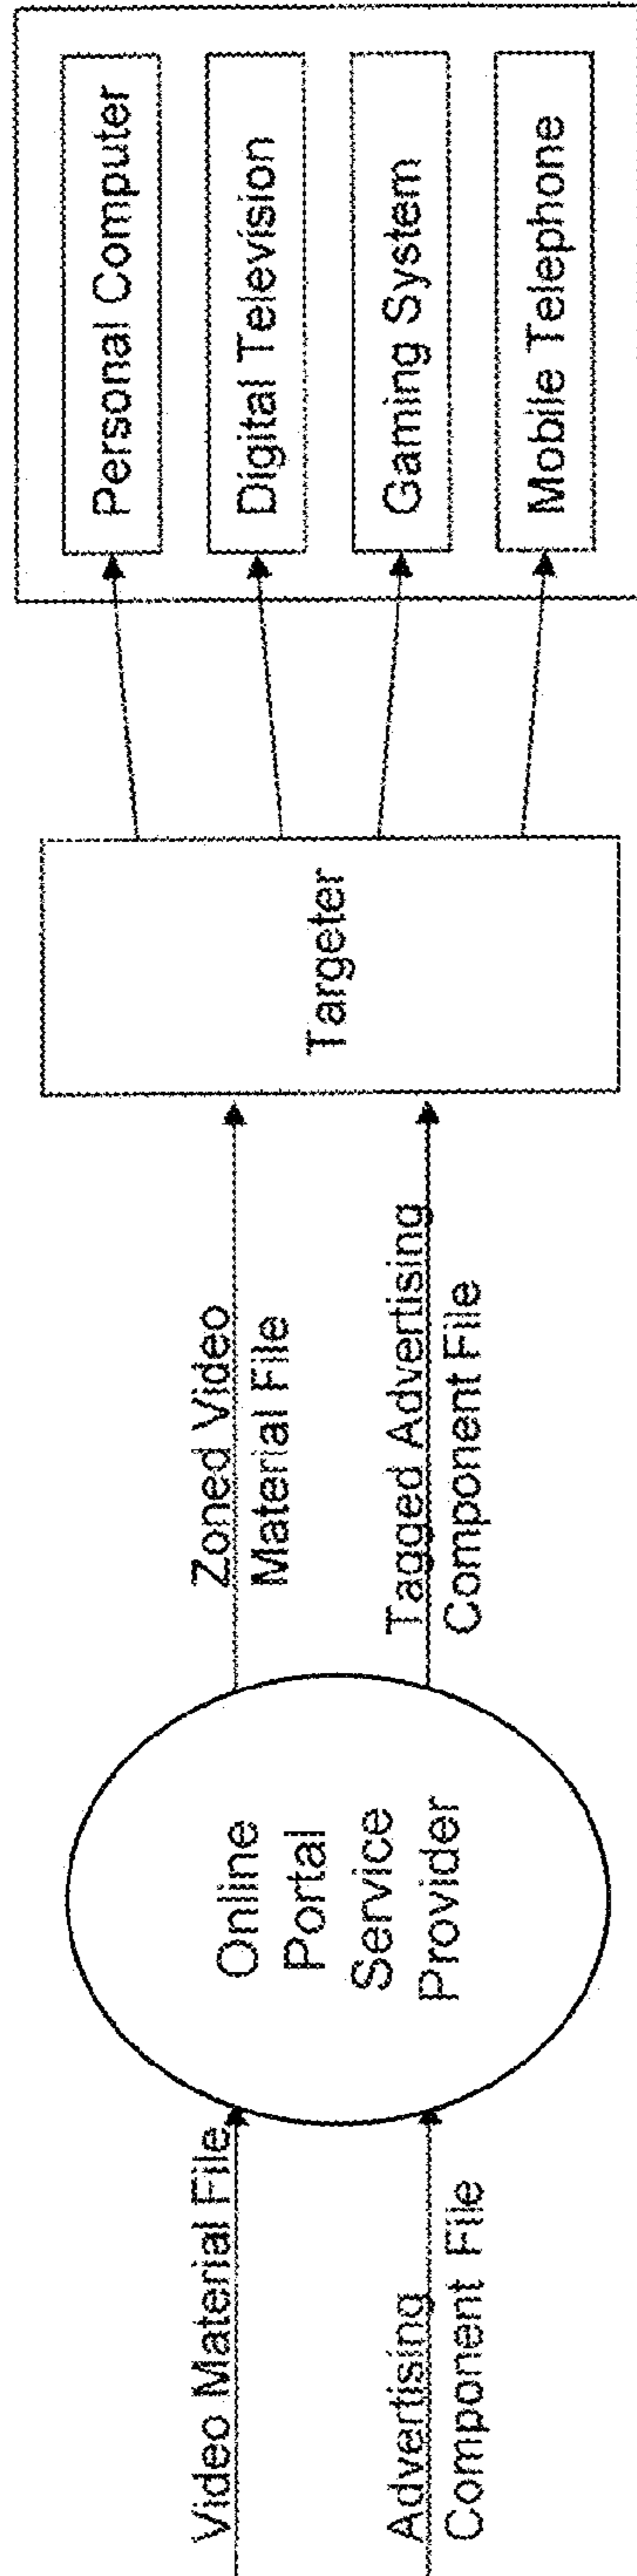 Video Material File
Advertising
Component File
Online
Portal
Service
Provider
Zoned Video
Material File
Tagged Advertising
Component File
Targeter
Personal Computer
Digital Television
Gaming System
Mobile Telephone